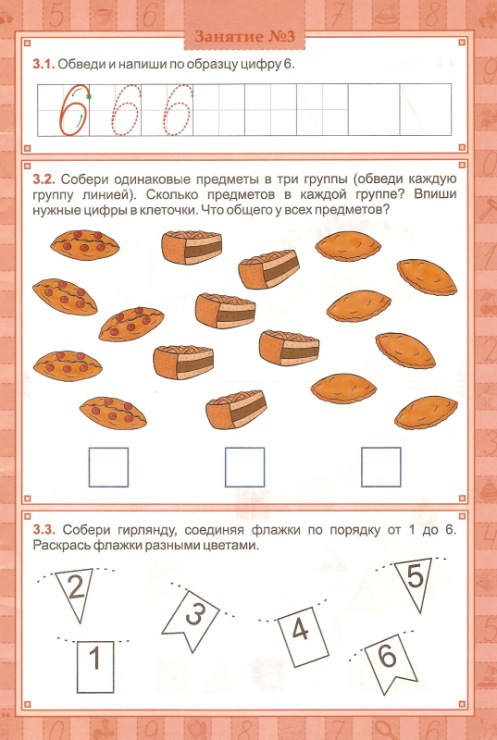 Занятие №3
3.1. Обведи и напиши по образцу цифру 6.
6 6 6
3.2. Собери одинаковые предметы в три группы (обведи каждую
группу линией). Сколько предметов в каждой группе? Впиши
нужные цифры в клеточки. Что общего у всех предметов?
3.3. Собери гирлянду, соединяя флажки по порядку от 1 до 6.
Раскрась флажки разными цветами.
2 3 4 5
1 6